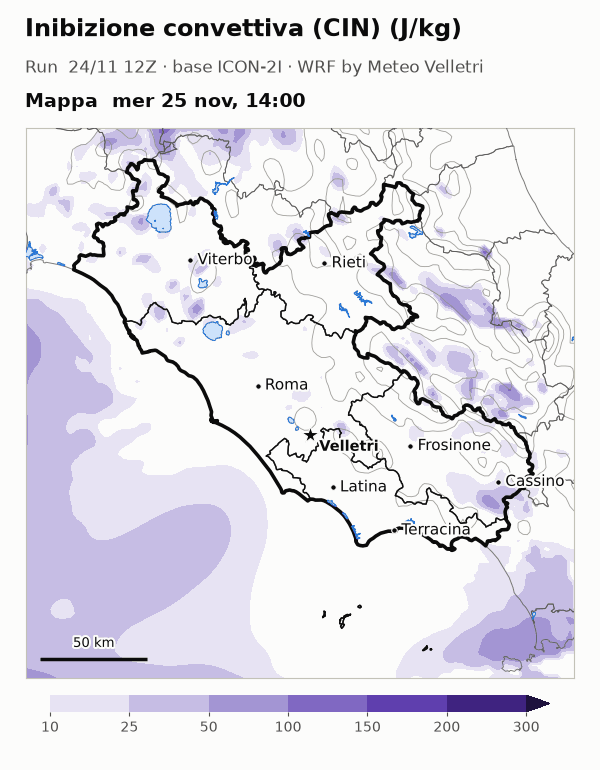 Inibizione convettiva (CIN) (J/kg)
Run  24/11 12Z · base ICON-2I · WRF by Meteo Velletri
Mappa  mer 25 nov, 14:00
Viterbo
Rieti
Roma
Velletri
Frosinone
Cassino
Latina
Terracina
50 km
10 25 50 100 150 200 300